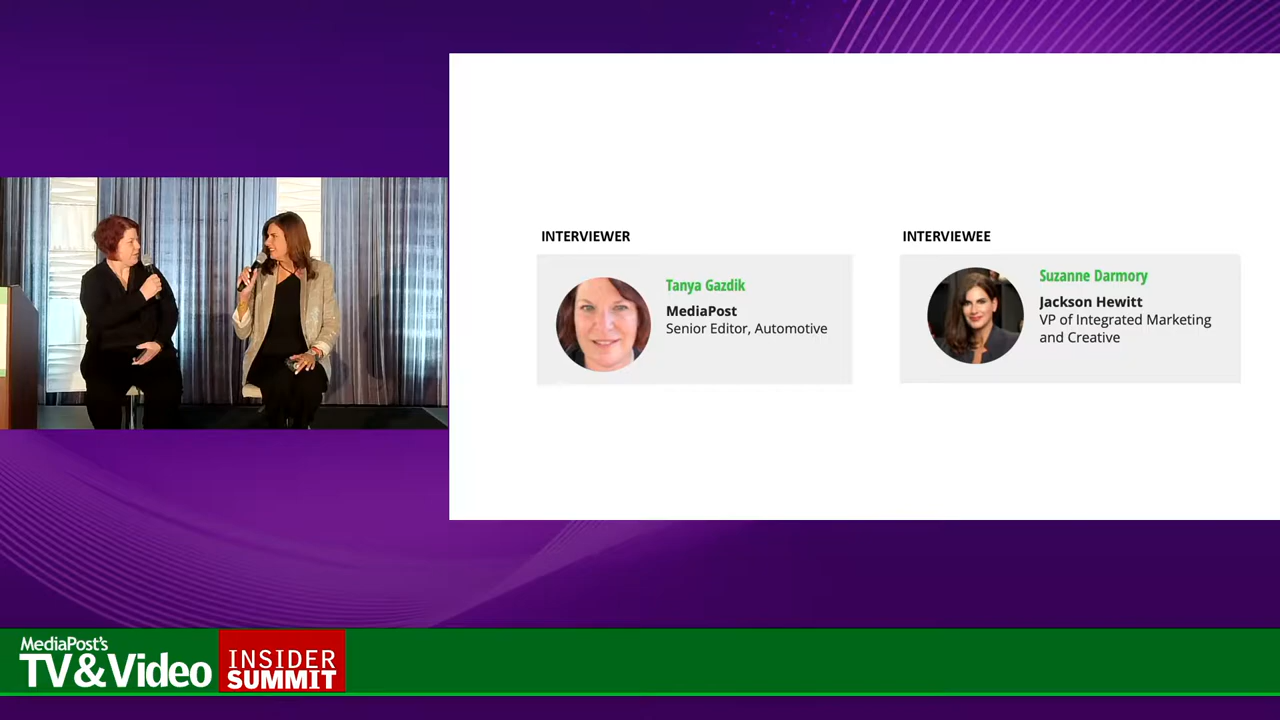 INTERVIEWER
Tanya Gazdik
MediaPost
Senior Editor, Automotive
INTERVIEWEE
Suzanne Darmory
Jackson Hewitt
VP of Integrated Marketing
and Creative
MediaPost's
TV&Video
INSIDER
SUMMIT